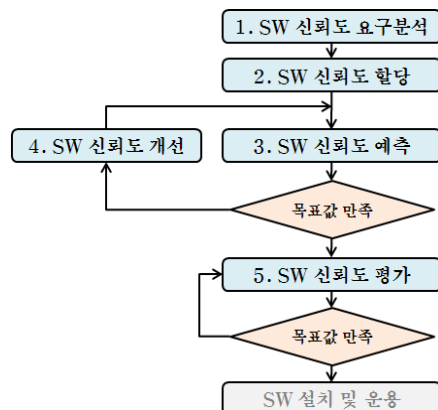 1. SW 신뢰도 요구분석
2. SW 신뢰도 할당
4. SW 신뢰도 개선
3. SW 신뢰도 예측
목표값 만족
5. SW 신뢰도 평가
목표값 만족
SW 설치 및 운용